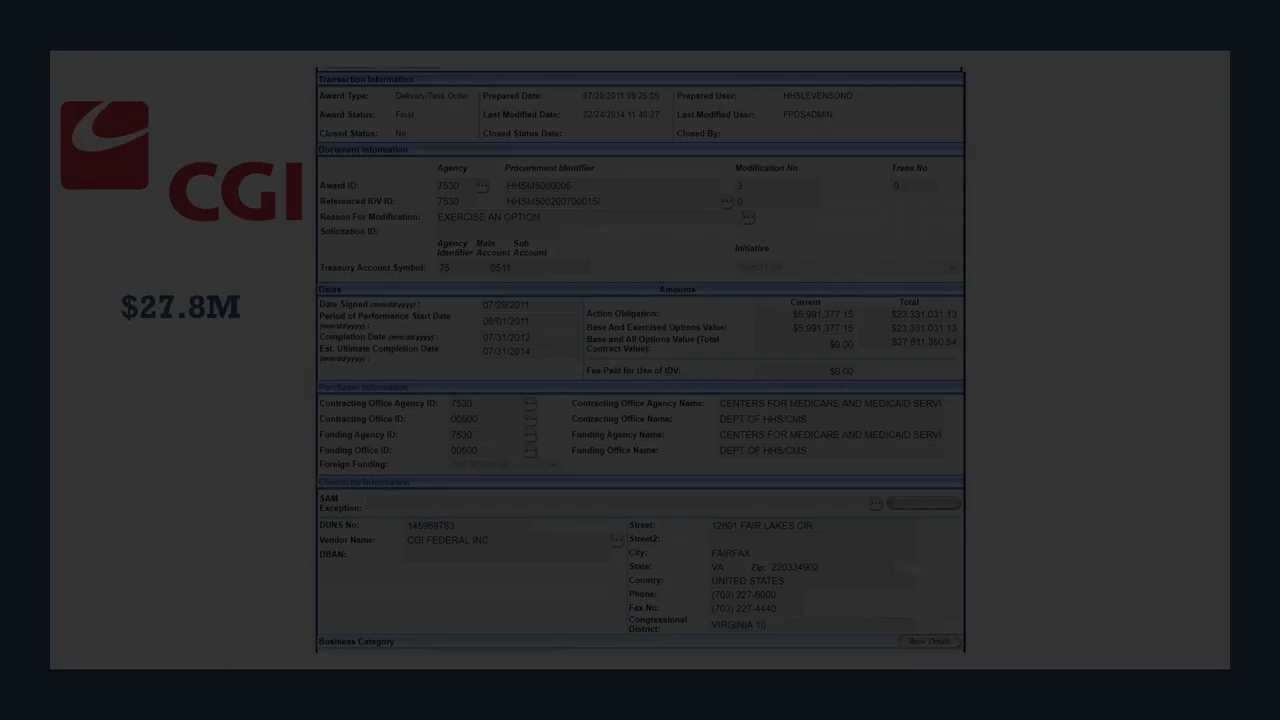 CGI
$27.8M
Transaction Information
Award Type: Delivery/Task Order Prepared Date: 07/20/2011 09:25:59 Prepared User: HHSLEVENSOND
Award Status: Final Last Modified Date: 02/24/2014 11:40:27 Last Modified User: FPDSADMIN
Closed Status: No Closed Status Date: Closed By:
Document Information
Agency Procurement Identifier Modification No Trans No
Award ID: 7530 HHSM5000005 3 0
Referenced IDV ID: 7530 HHSM500200700015I 0
Reason For Modification: EXERCISE AN OPTION
Solicitation ID:
Agency Main Sub
Identifier Account Account Initiative
Treasury Account Symbol: 75 0511
Dates Amounts
Current Total
Date Signed (mm/dd/yyyy) : 07/29/2011
Action Obligation: $5,991,377.15 $23,331,031.13
Period of Performance Start Date (mm/dd/yyyy) : 08/01/2011
Base And Exercised Options Value: $5,991,377.15 $23,331,031.13
Completion Date (mm/dd/yyyy) : 07/31/2012
Base and All Options Value (Total Contract Value): $0.00 $27,811,350.54
Est. Ultimate Completion Date (mm/dd/yyyy) : 07/31/2014
Fee Paid for Use of IDV: $0.00
Purchaser Information
Contracting Office Agency ID: 7530 Contracting Office Agency Name: CENTERS FOR MEDICARE AND MEDICAID SERVI
Contracting Office ID: 00500 Contracting Office Name: DEPT OF HHS/CMS
Funding Agency ID: 7530 Funding Agency Name: CENTERS FOR MEDICARE AND MEDICAID SERVI
Funding Office ID: 00500 Funding Office Name: DEPT OF HHS/CMS
Foreign Funding:
Contractor Information
SAM
Exception:
DUNS No: 145969783 Street: 12601 FAIR LAKES CIR
Vendor Name: CGI FEDERAL INC Street2:
DBAN: City: FAIRFAX
State: VA Zip: 220334902
Country: UNITED STATES
Phone: (703) 227-6000
Fax No: (703) 227-4440
Congressional
District: VIRGINIA 10
Business Category Show Details